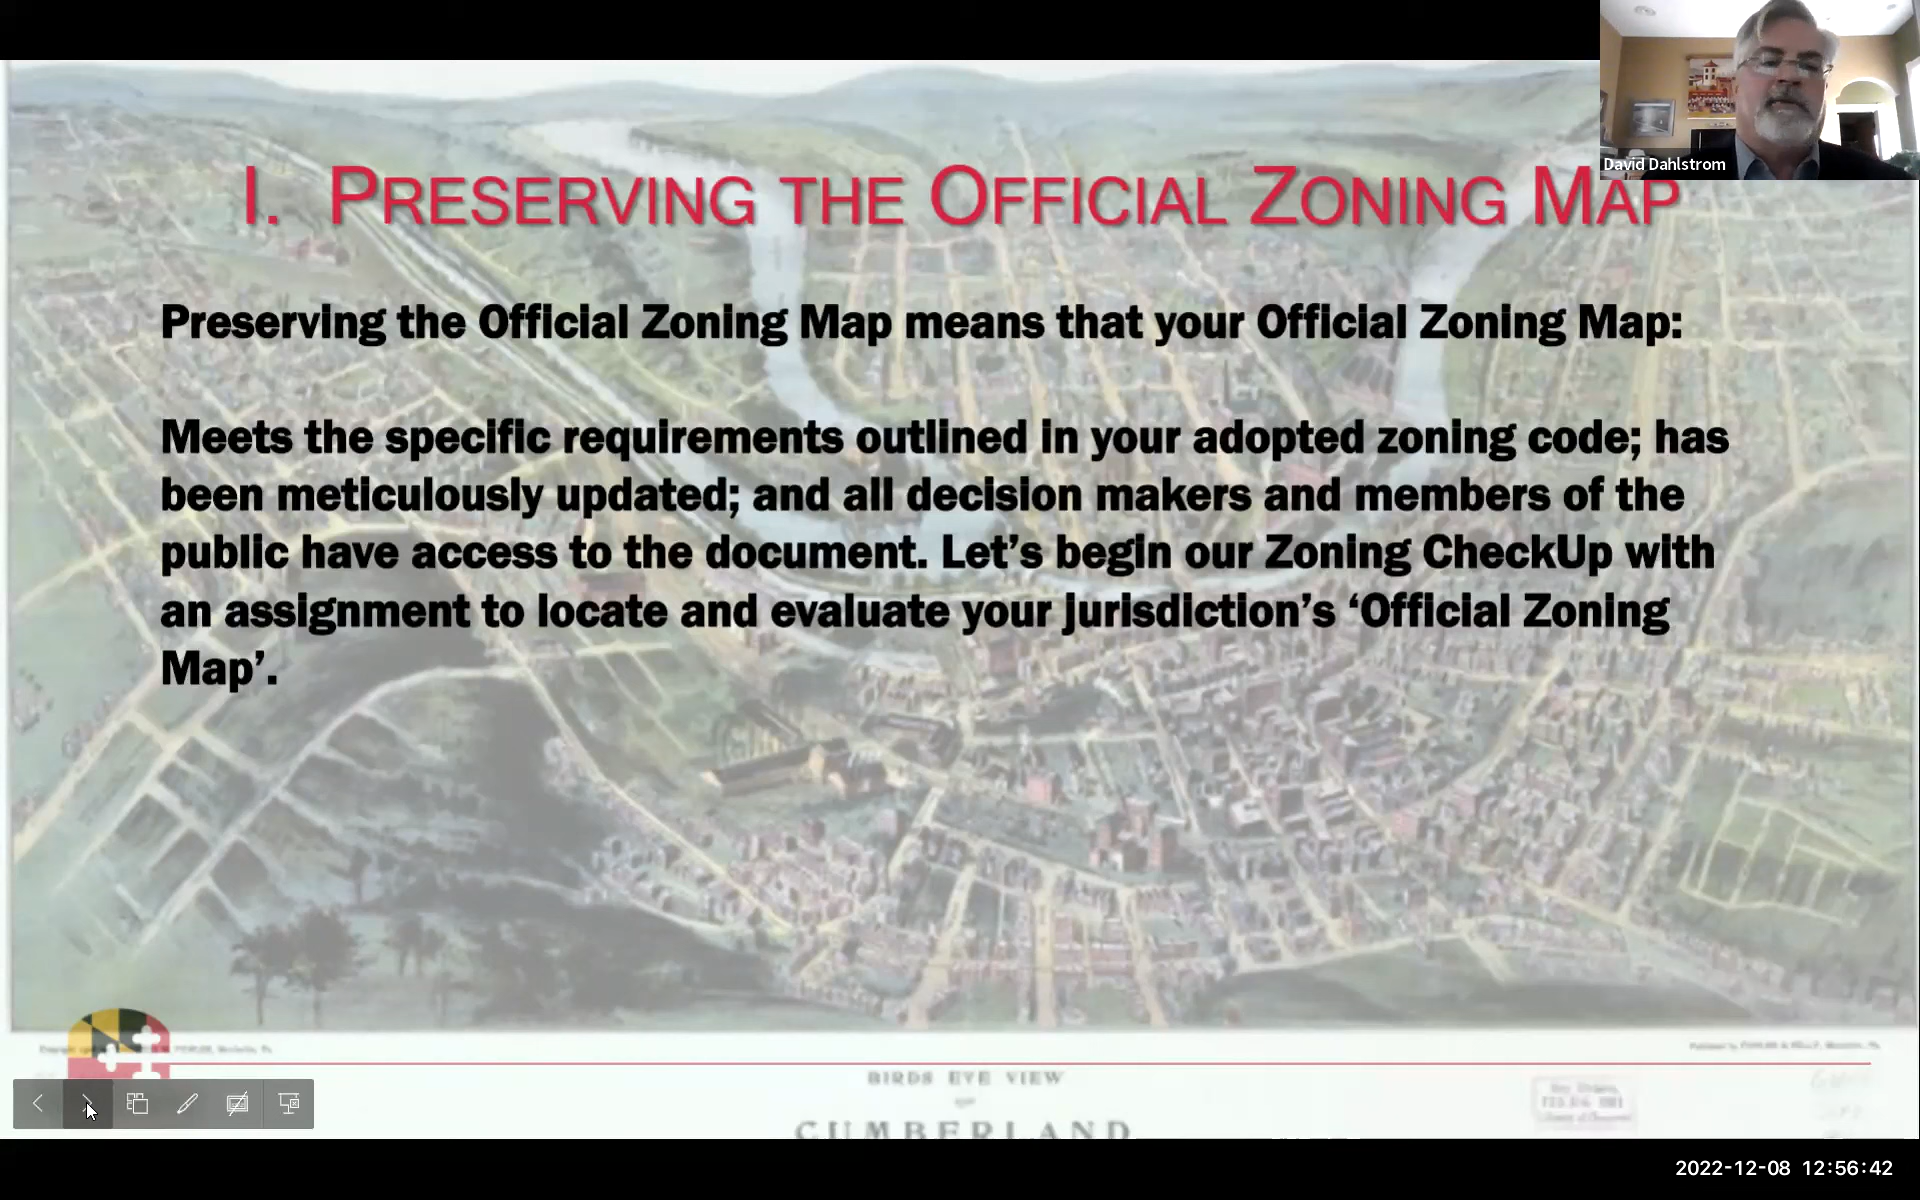 David Dahlstrom
I. PRESERVING THE OFFICIAL ZONING MAP
Preserving the Official Zoning Map means that your Official Zoning Map:
Meets the specific requirements outlined in your adopted zoning code; has
been meticulously updated; and all decision makers and members of the
public have access to the document. Let’s begin our Zoning CheckUp with
an assignment to locate and evaluate your jurisdiction’s ‘Official Zoning
Map’.
BIRDS EYE VIEW
CUMBERLAND
2022-12-08 12:56:42